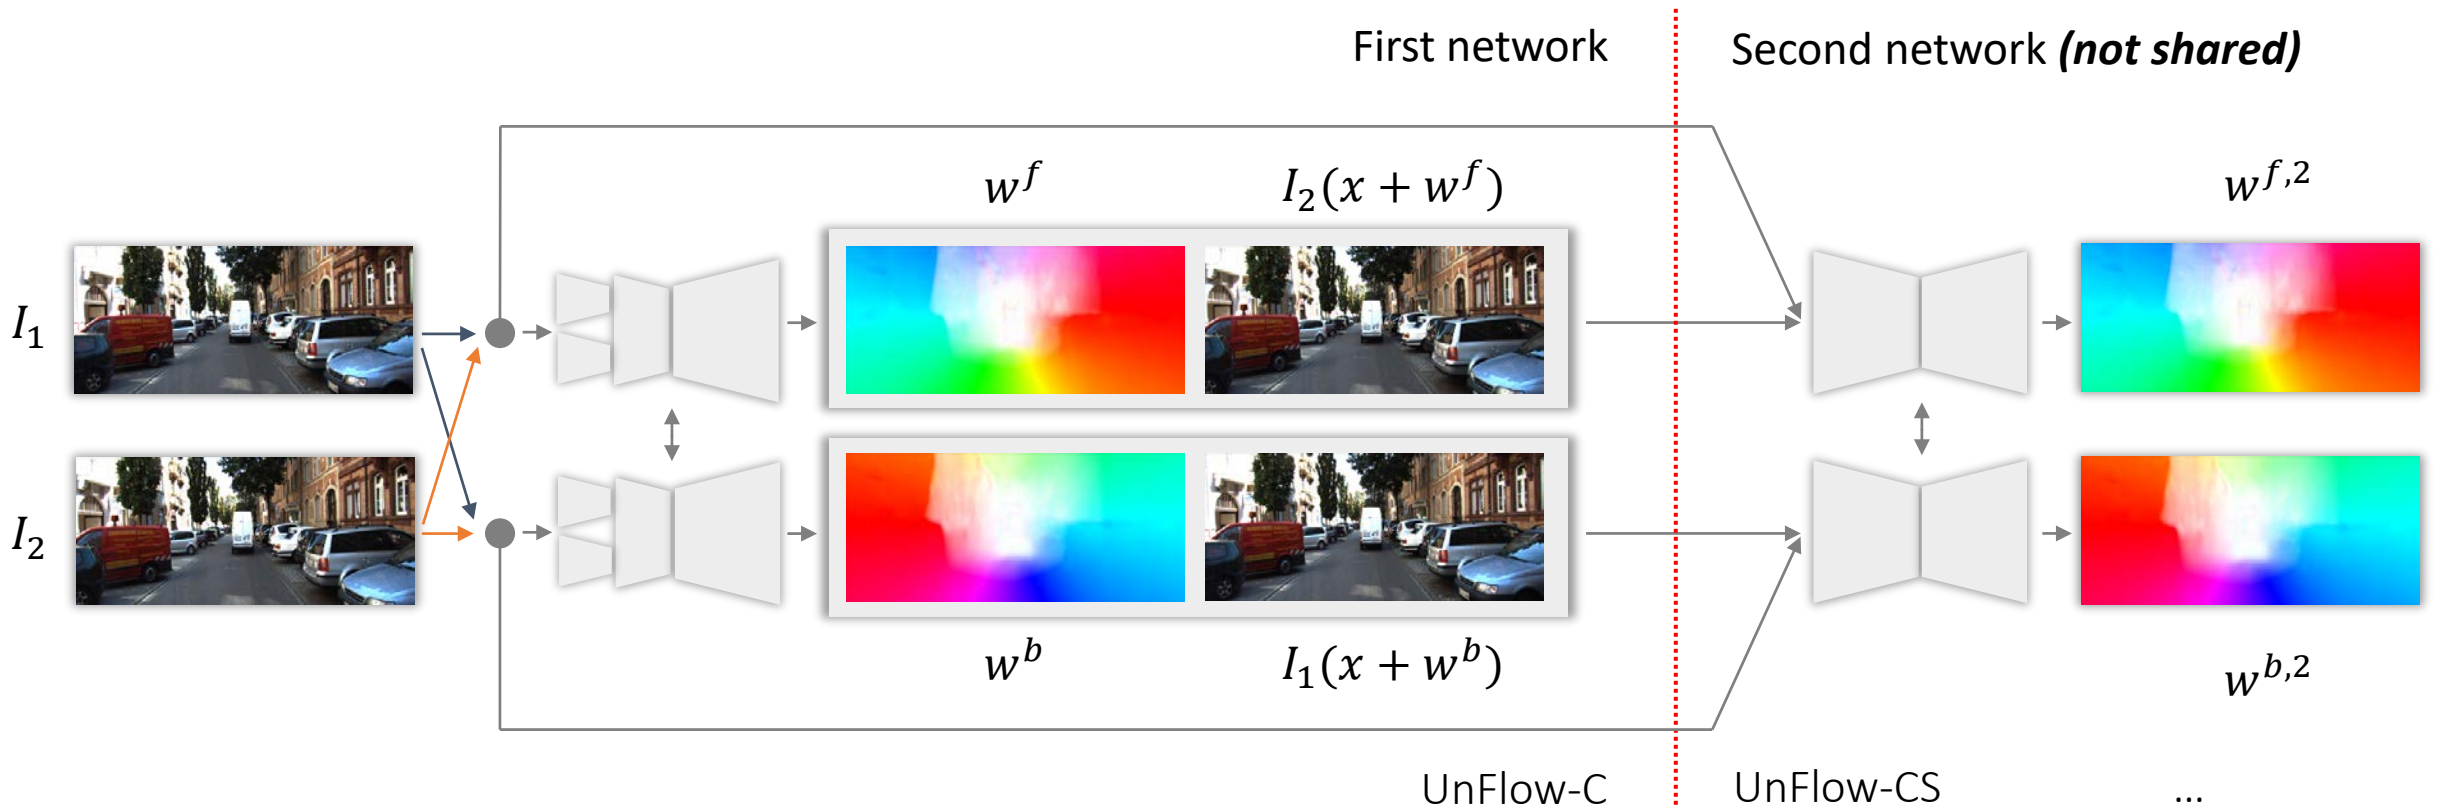 First network
Second network (not shared)
w^f
I_2(x + w^f)
w^{f,2}
I_1
I_2
w^b
I_1(x + w^b)
w^{b,2}
UnFlow-C
UnFlow-CS
...